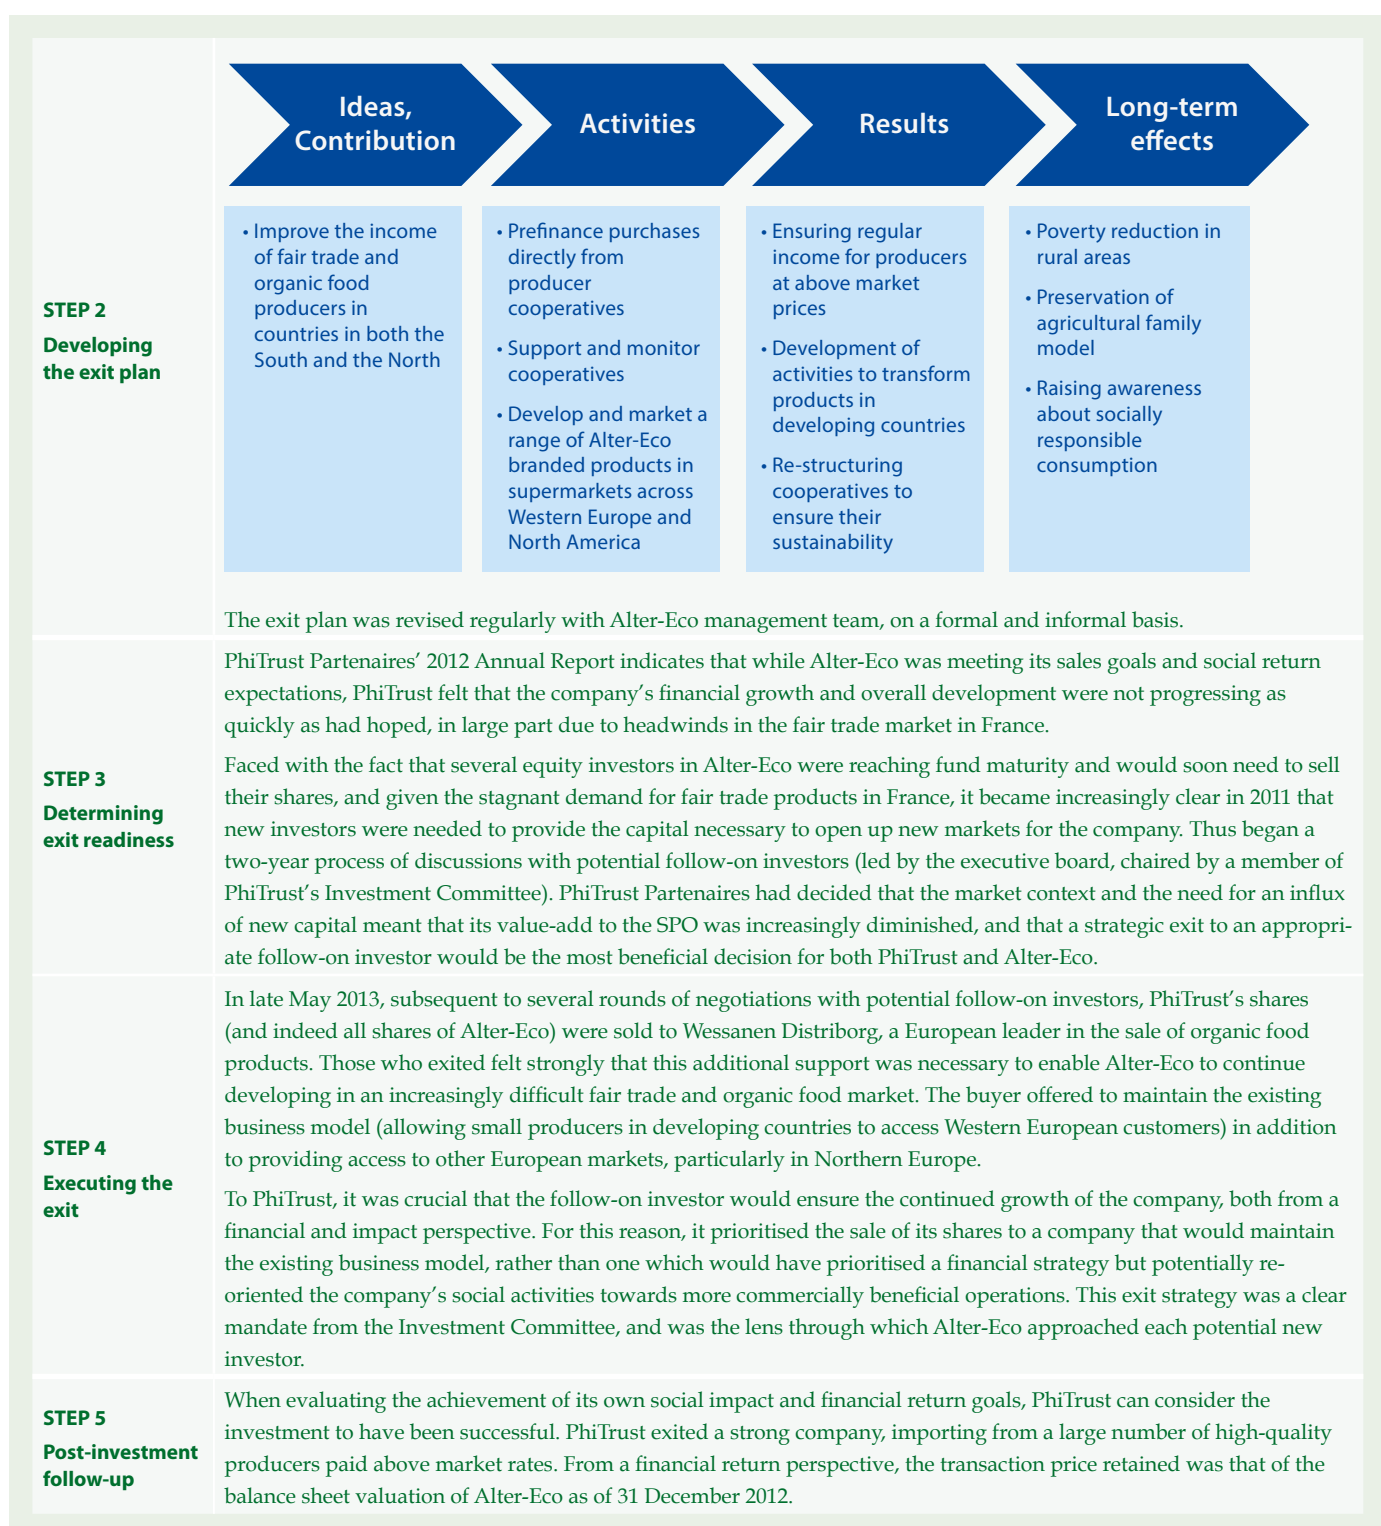 Ideas,
Contribution
Activities
Results
Long-term
effects
• Improve the income
of fair trade and
organic food
producers in
countries in both the
South and the North
• Prefinance purchases
directly from
producer
cooperatives
• Support and monitor
cooperatives
• Develop and market a
range of Alter-Eco
branded products in
supermarkets across
Western Europe and
North America
• Ensuring regular
income for producers
at above market
prices
• Development of
activities to transform
products in
developing countries
• Re-structuring
cooperatives to
ensure their
sustainability
• Poverty reduction in
rural areas
• Preservation of
agricultural family
model
• Raising awareness
about socially
responsible
consumption
STEP 2
Developing
the exit plan
The exit plan was revised regularly with Alter-Eco management team, on a formal and informal basis.
STEP 3
Determining
exit readiness
PhiTrust Partenaires’ 2012 Annual Report indicates that while Alter-Eco was meeting its sales goals and social return
expectations, PhiTrust felt that the company’s financial growth and overall development were not progressing as
quickly as had hoped, in large part due to headwinds in the fair trade market in France.
Faced with the fact that several equity investors in Alter-Eco were reaching fund maturity and would soon need to sell
their shares, and given the stagnant demand for fair trade products in France, it became increasingly clear in 2011 that
new investors were needed to provide the capital necessary to open up new markets for the company. Thus began a
two-year process of discussions with potential follow-on investors (led by the executive board, chaired by a member of
PhiTrust’s Investment Committee). PhiTrust Partenaires had decided that the market context and the need for an influx
of new capital meant that its value-add to the SPO was increasingly diminished, and that a strategic exit to an appropri-
ate follow-on investor would be the most beneficial decision for both PhiTrust and Alter-Eco.
STEP 4
Executing the
exit
In late May 2013, subsequent to several rounds of negotiations with potential follow-on investors, PhiTrust’s shares
(and indeed all shares of Alter-Eco) were sold to Wessanen Distriborg, a European leader in the sale of organic food
products. Those who exited felt strongly that this additional support was necessary to enable Alter-Eco to continue
developing in an increasingly difficult fair trade and organic food market. The buyer offered to maintain the existing
business model (allowing small producers in developing countries to access Western European customers) in addition
to providing access to other European markets, particularly in Northern Europe.
To PhiTrust, it was crucial that the follow-on investor would ensure the continued growth of the company, both from a
financial and impact perspective. For this reason, it prioritised the sale of its shares to a company that would maintain
the existing business model, rather than one which would have prioritised a financial strategy but potentially re-
oriented the company’s social activities towards more commercially beneficial operations. This exit strategy was a clear
mandate from the Investment Committee, and was the lens through which Alter-Eco approached each potential new
investor.
STEP 5
Post-investment
follow-up
When evaluating the achievement of its own social impact and financial return goals, PhiTrust can consider the
investment to have been successful. PhiTrust exited a strong company, importing from a large number of high-quality
producers paid above market rates. From a financial return perspective, the transaction price retained was that of the
balance sheet valuation of Alter-Eco as of 31 December 2012.